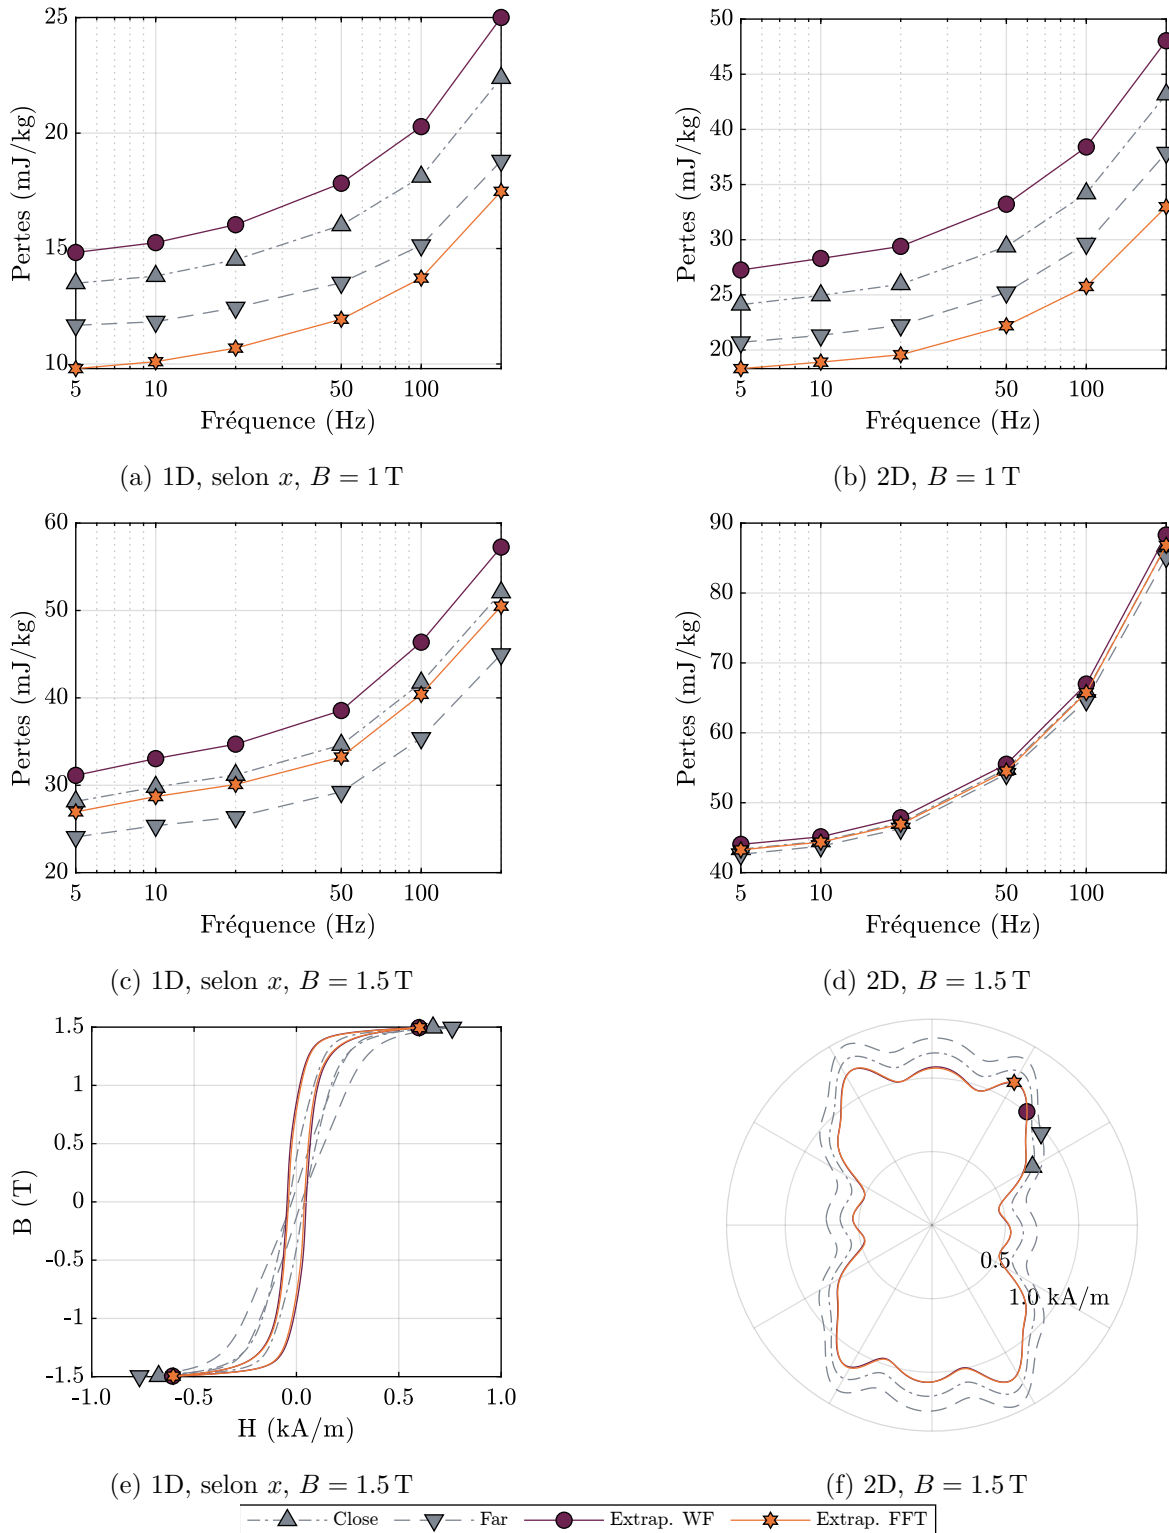 25
20
15
10
5
10
50
100
Pertes (mJ/kg)
Fréquence (Hz)
(a) 1D, selon x, B = 1 T
50
45
40
35
30
25
20
5
10
50
100
Pertes (mJ/kg)
Fréquence (Hz)
(b) 2D, B = 1 T
60
50
40
30
20
5
10
50
100
Pertes (mJ/kg)
Fréquence (Hz)
(c) 1D, selon x, B = 1.5 T
90
80
70
60
50
40
5
10
50
100
Pertes (mJ/kg)
Fréquence (Hz)
(d) 2D, B = 1.5 T
1.5
1
0.5
0
-0.5
-1
-1.5
-1.0
-0.5
0.0
0.5
1.0
B (T)
H (kA/m)
(e) 1D, selon x, B = 1.5 T
0.5
1.0 kA/m
(f) 2D, B = 1.5 T
Close Far Extrap. WF Extrap. FFT